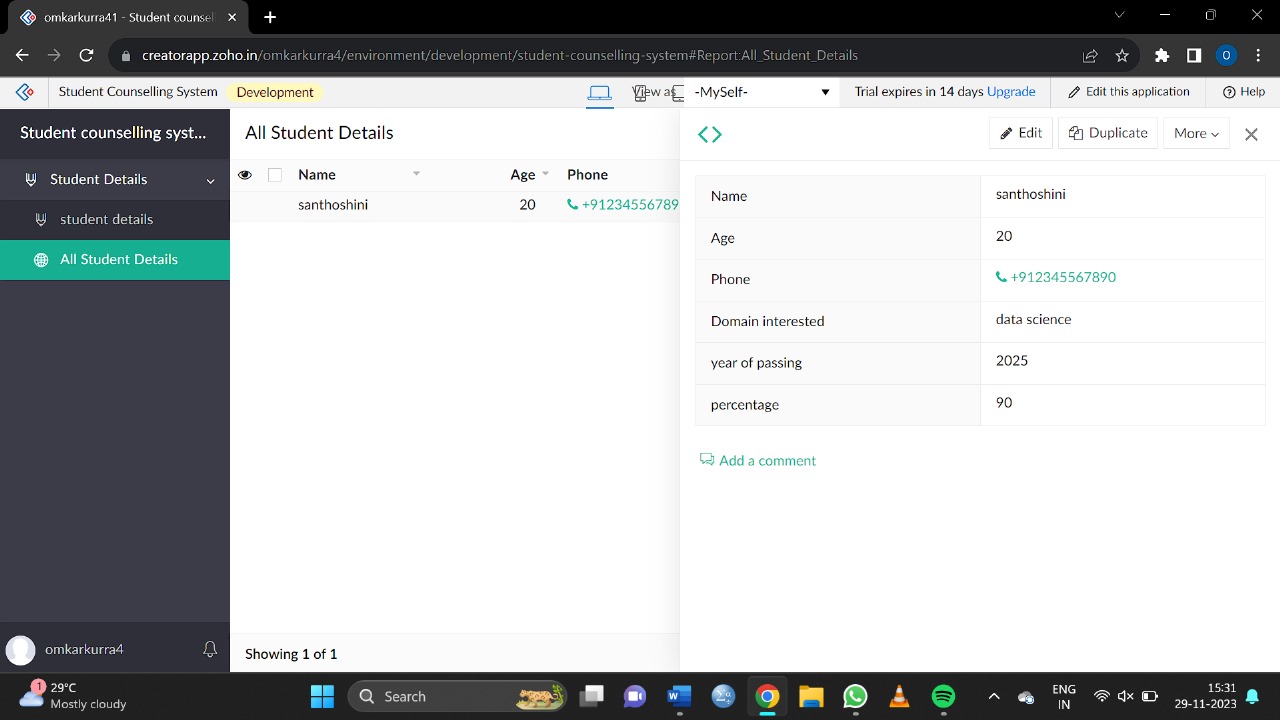 omkarkurra41 - Student counsel
creatorapp.zoho.in/omkarkurra4/environment/development/student-counselling-system#Report:All_Student_Details
O
Student Counselling System Development
View as -MySelf-
Trial expires in 14 days Upgrade
Edit this application
Help
Student counselling syst...
Student Details
student details
All Student Details
omkarkurra4
All Student Details
Name Age Phone
santhoshini 20 +91234556789
Showing 1 of 1
Edit Duplicate More
Name santhoshini
Age 20
Phone +912345567890
Domain interested data science
year of passing 2025
percentage 90
Add a comment
1 29°C
Mostly cloudy
Search
ENG
IN
15:31
29-11-2023